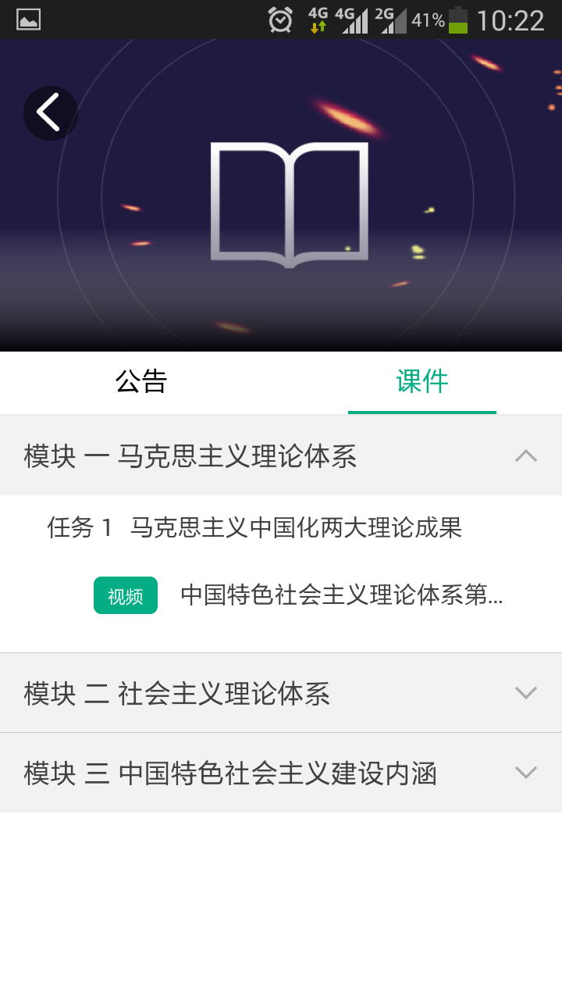 4G 4G 2G 41% 10:22
公告 课件
模块 一 马克思主义理论体系
任务 1 马克思主义中国化两大理论成果
视频 中国特色社会主义理论体系第...
模块 二 社会主义理论体系
模块 三 中国特色社会主义建设内涵